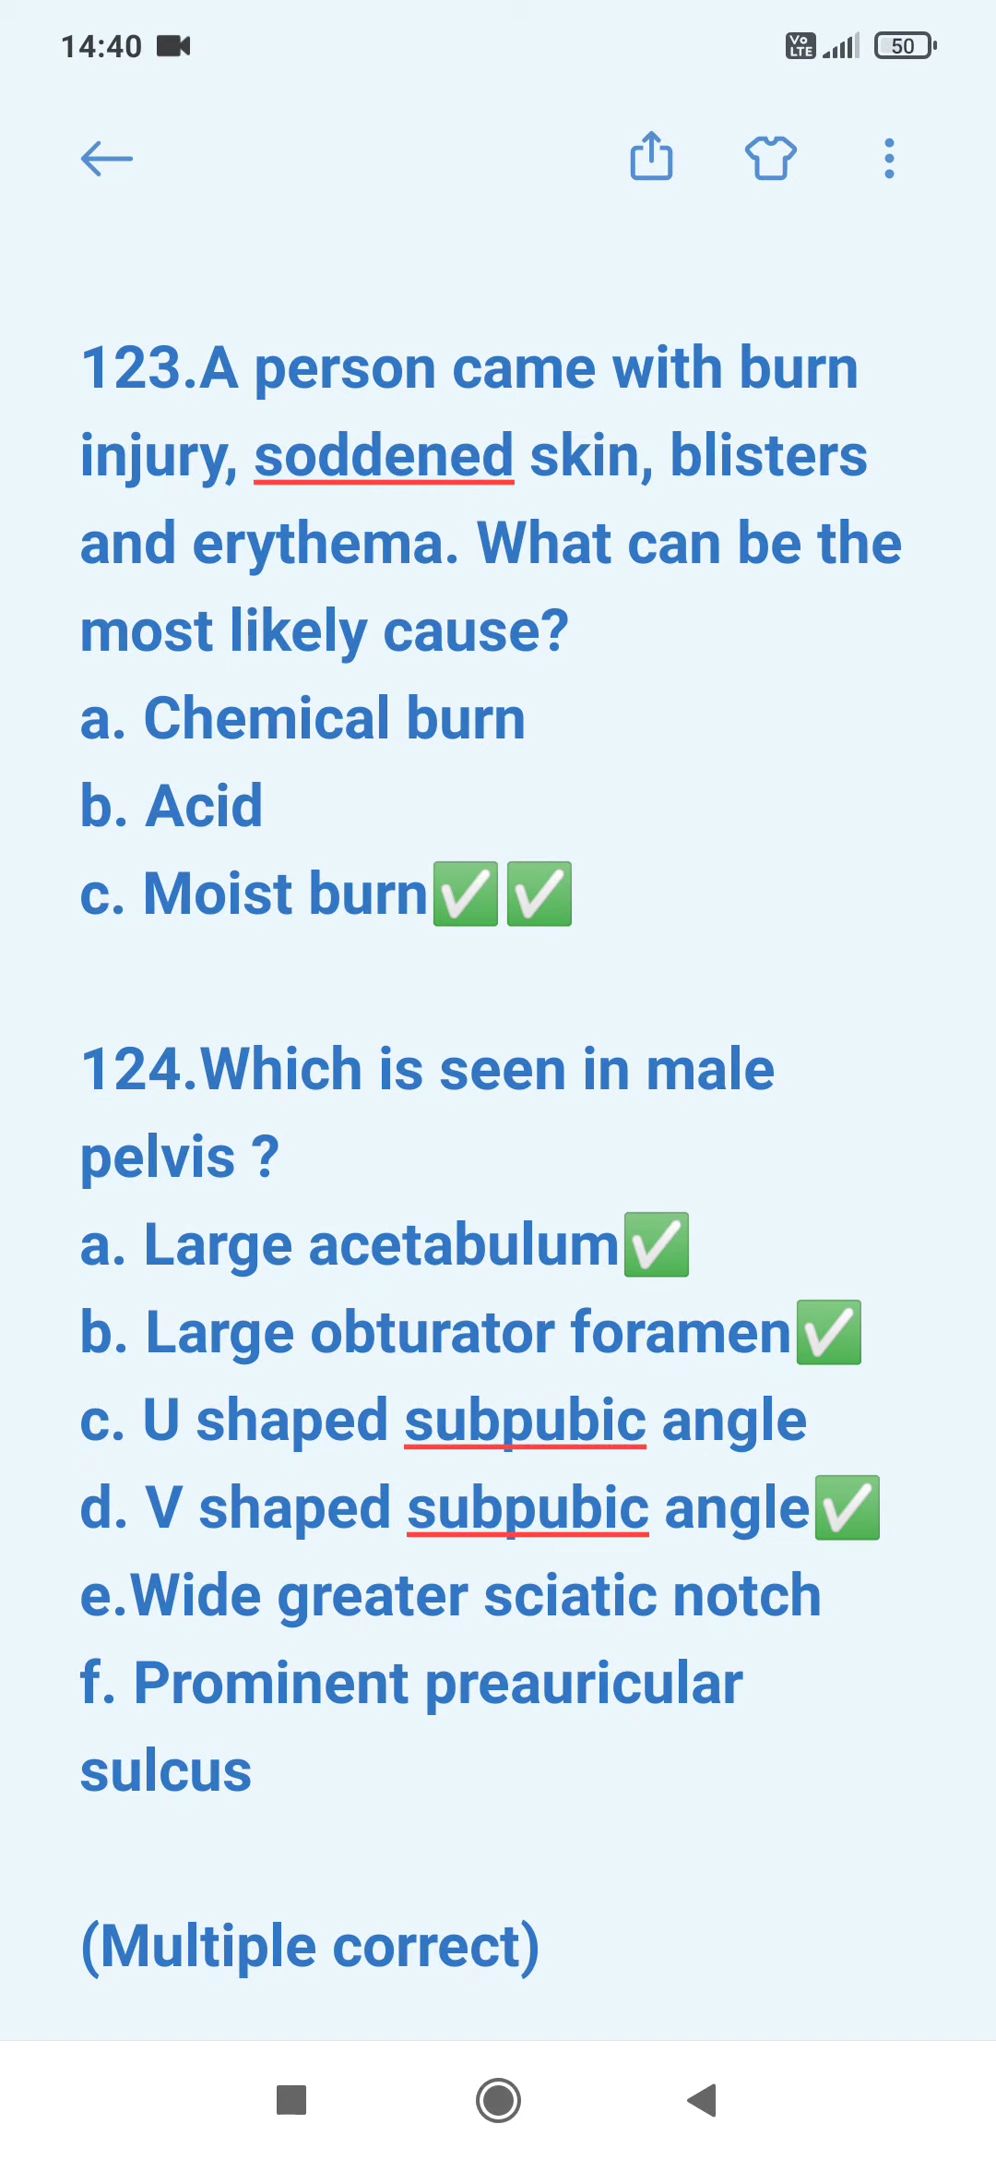 14:40
Vo LTE 50
123.A person came with burn
injury, soddened skin, blisters
and erythema. What can be the
most likely cause?
a. Chemical burn
b. Acid
c. Moist burn✅✅
124.Which is seen in male
pelvis ?
a. Large acetabulum✅
b. Large obturator foramen✅
c. U shaped subpubic angle
d. V shaped subpubic angle✅
e.Wide greater sciatic notch
f. Prominent preauricular
sulcus
(Multiple correct)